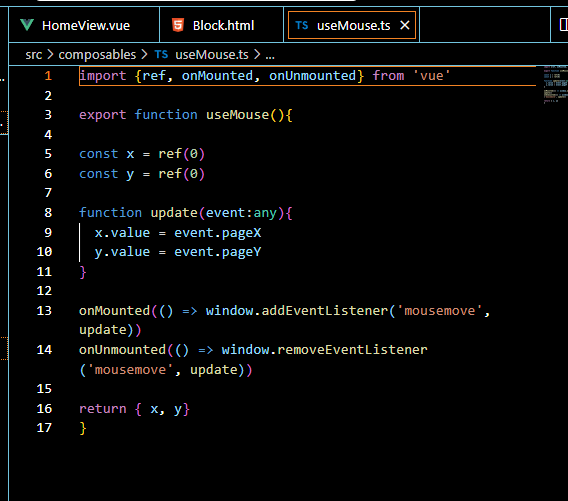 HomeView.vue
Block.html
TS useMouse.ts
src > composables > TS useMouse.ts > ...
1 import {ref, onMounted, onUnmounted} from 'vue'
2
3 export function useMouse(){
4
5 const x = ref(0)
6 const y = ref(0)
7
8 function update(event:any){
9 x.value = event.pageX
10 y.value = event.pageY
11 }
12
13 onMounted(() => window.addEventListener('mousemove',
update))
14 onUnmounted(() => window.removeEventListener
('mousemove', update))
15
16 return { x, y}
17 }